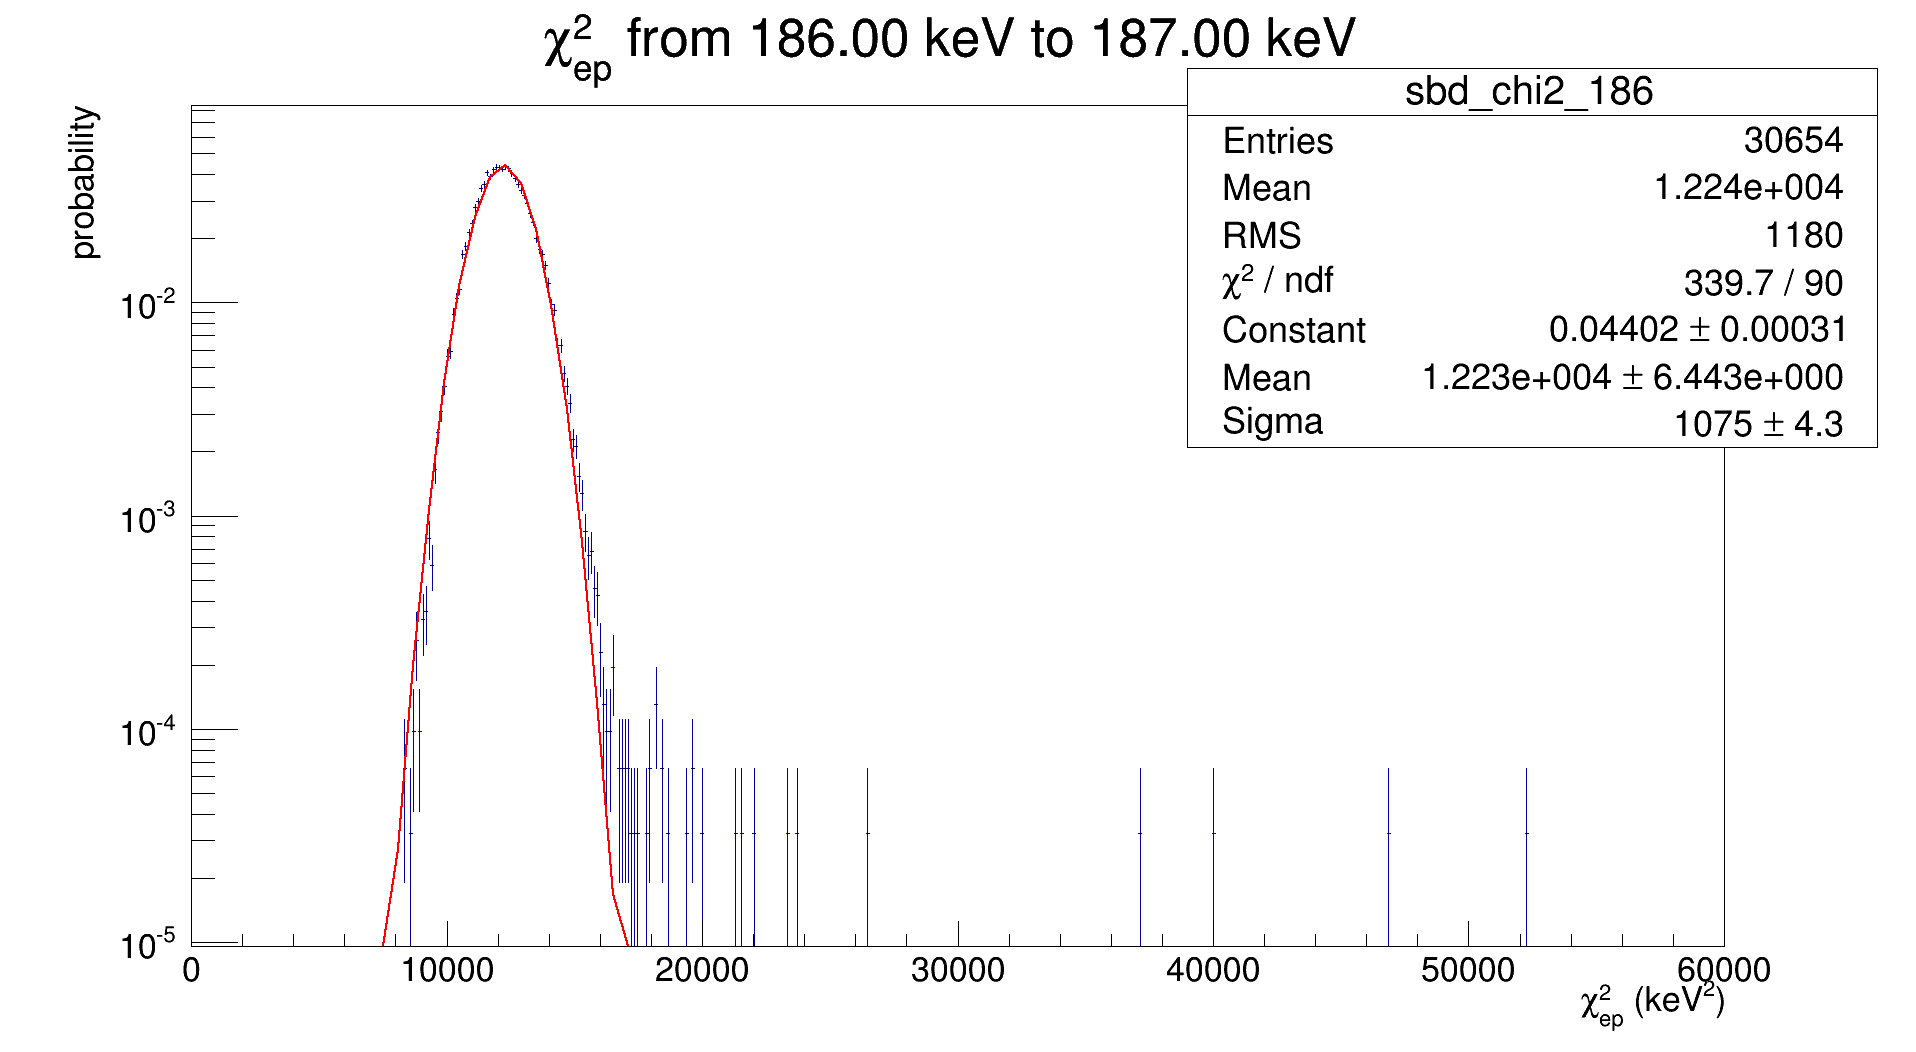 χ²ep from 186.00 keV to 187.00 keV
sbd_chi2_186
Entries 30654
Mean 1.224e+004
RMS 1180
χ² / ndf 339.7 / 90
Constant 0.04402 ± 0.00031
Mean 1.223e+004 ± 6.443e+000
Sigma 1075 ± 4.3
probability
10⁻²
10⁻³
10⁻⁴
10⁻⁵
0 10000 20000 30000 40000 50000 60000
χ²ep (keV²)